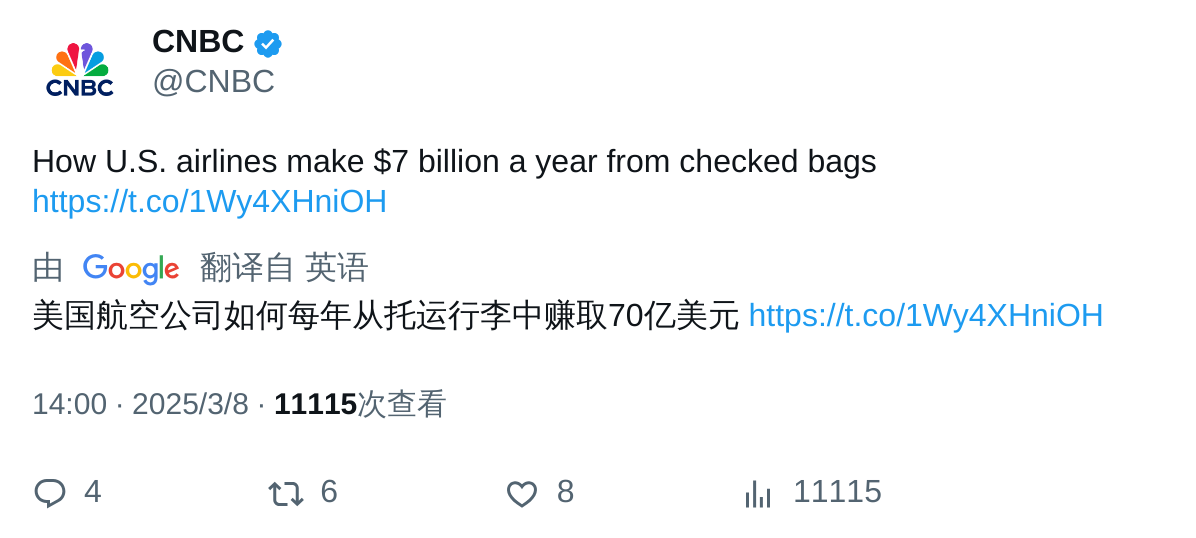 CNBC
CNBC
@CNBC
How U.S. airlines make $7 billion a year from checked bags
https://t.co/1Wy4XHniOH
由 Google 翻译自 英语
美国航空公司如何每年从托运行李中赚取70亿美元 https://t.co/1Wy4XHniOH
14:00 · 2025/3/8 · 11115次查看
4 6 8 11115